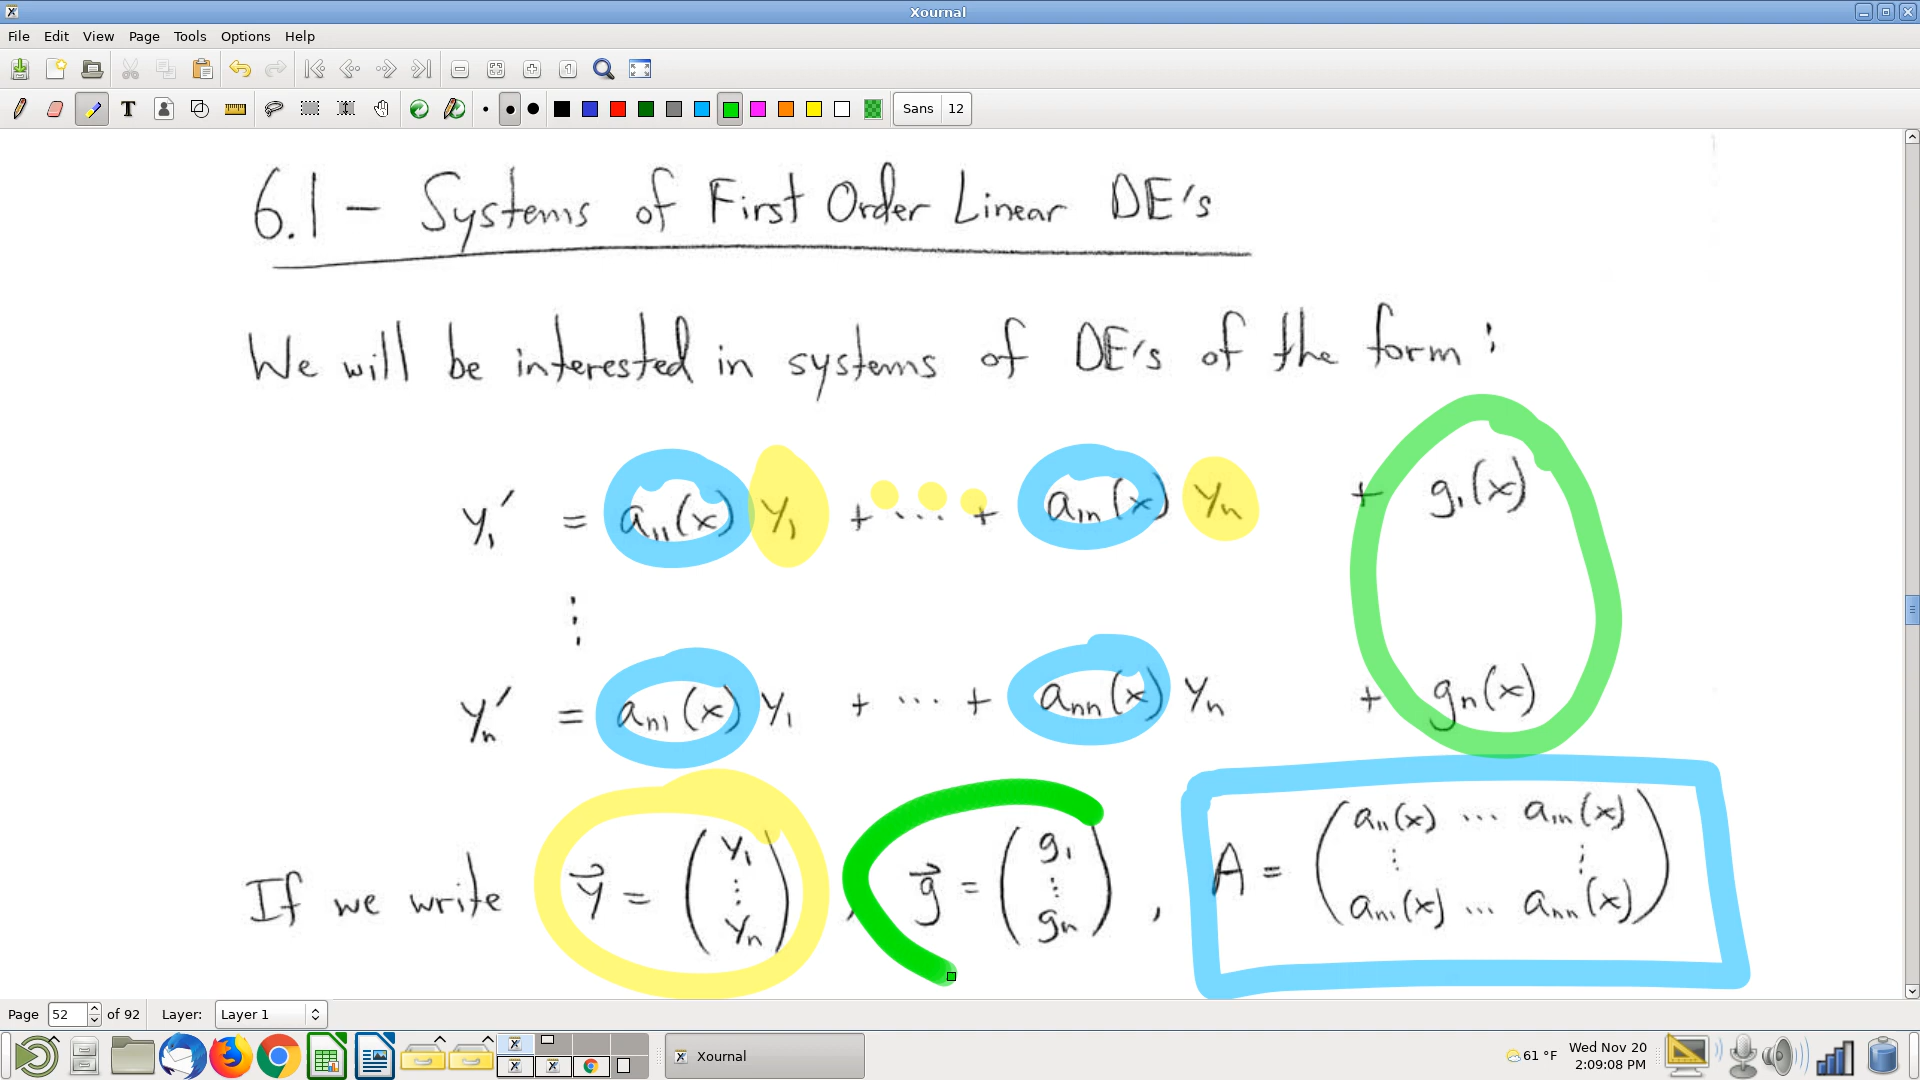 Xournal
File Edit View Page Tools Options Help
Sans 12
6.1 – Systems of First Order Linear DE's
We will be interested in systems of DE's of the form:
y₁′ = a₁₁(x) y₁ + ... + a₁ₙ(x) yₙ + g₁(x)
⋮
yₙ′ = aₙ₁(x) y₁ + ... + aₙₙ(x) yₙ + gₙ(x)
If we write y⃗ = (y₁ ⋮ yₙ), g⃗ = (g₁ ⋮ gₙ), A = (a₁₁(x) ... a₁ₙ(x) ⋮ ⋮ aₙ₁(x) ... aₙₙ(x))
Page 52 of 92 Layer: Layer 1
Xournal
61 °F
Wed Nov 20
2:09:08 PM